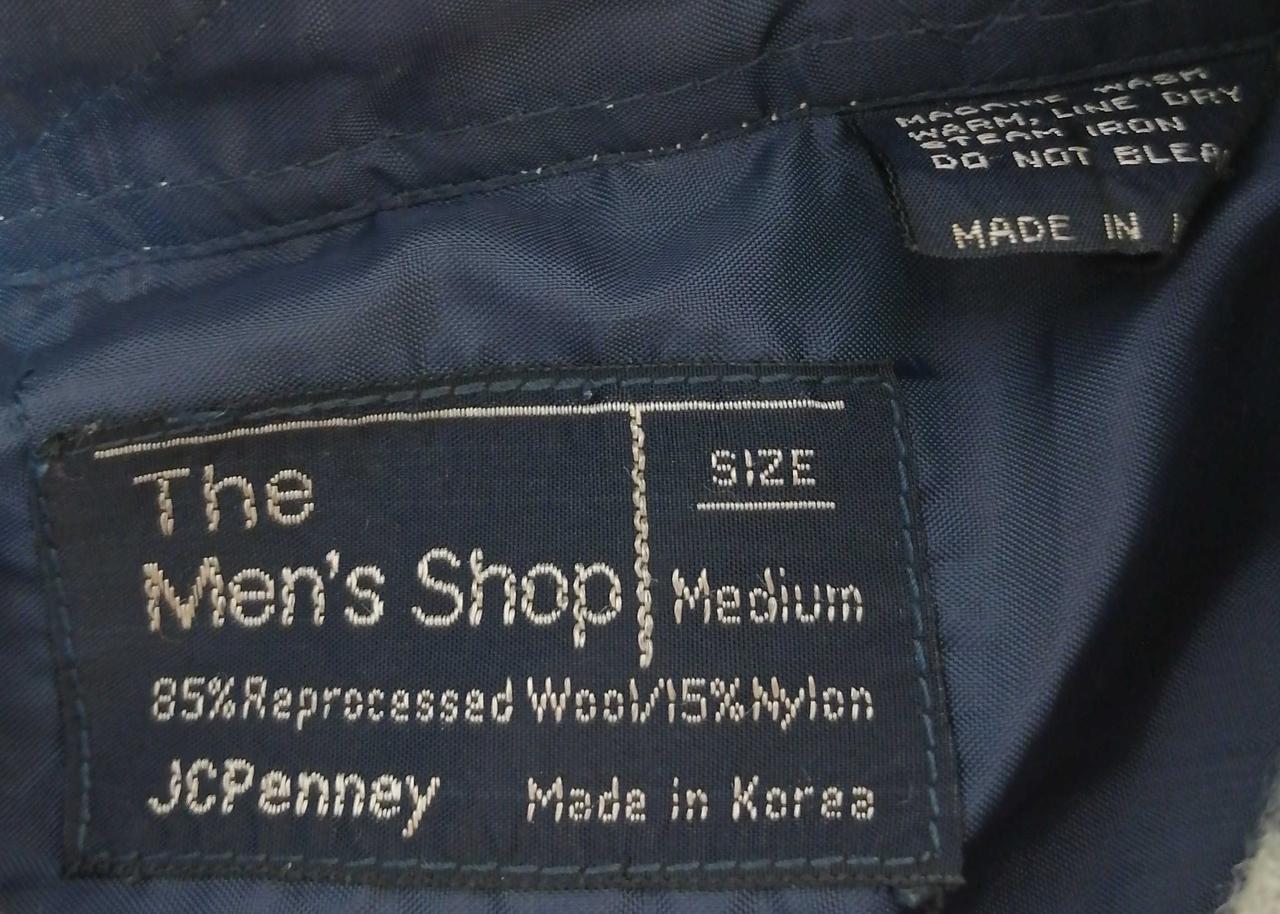 MACHINE WASH
WARM, LINE DRY
STEAM IRON
DO NOT
MADE IN
The
Men's Shop
SIZE
Medium
85% Reprocessed Wool/15% Nylon
JCPenney
Made in Korea